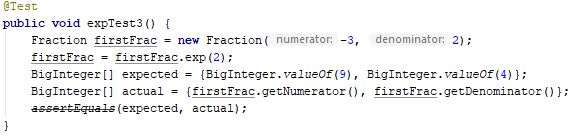 @Test
public void expTest3() {
Fraction firstFrac = new Fraction( numerator: -3, denominator: 2);
firstFrac = firstFrac.exp(2);
BigInteger[] expected = {BigInteger.valueOf(9), BigInteger.valueOf(4)};
BigInteger[] actual = {firstFrac.getNumerator(), firstFrac.getDenominator()};
assertEquals(expected, actual);
}